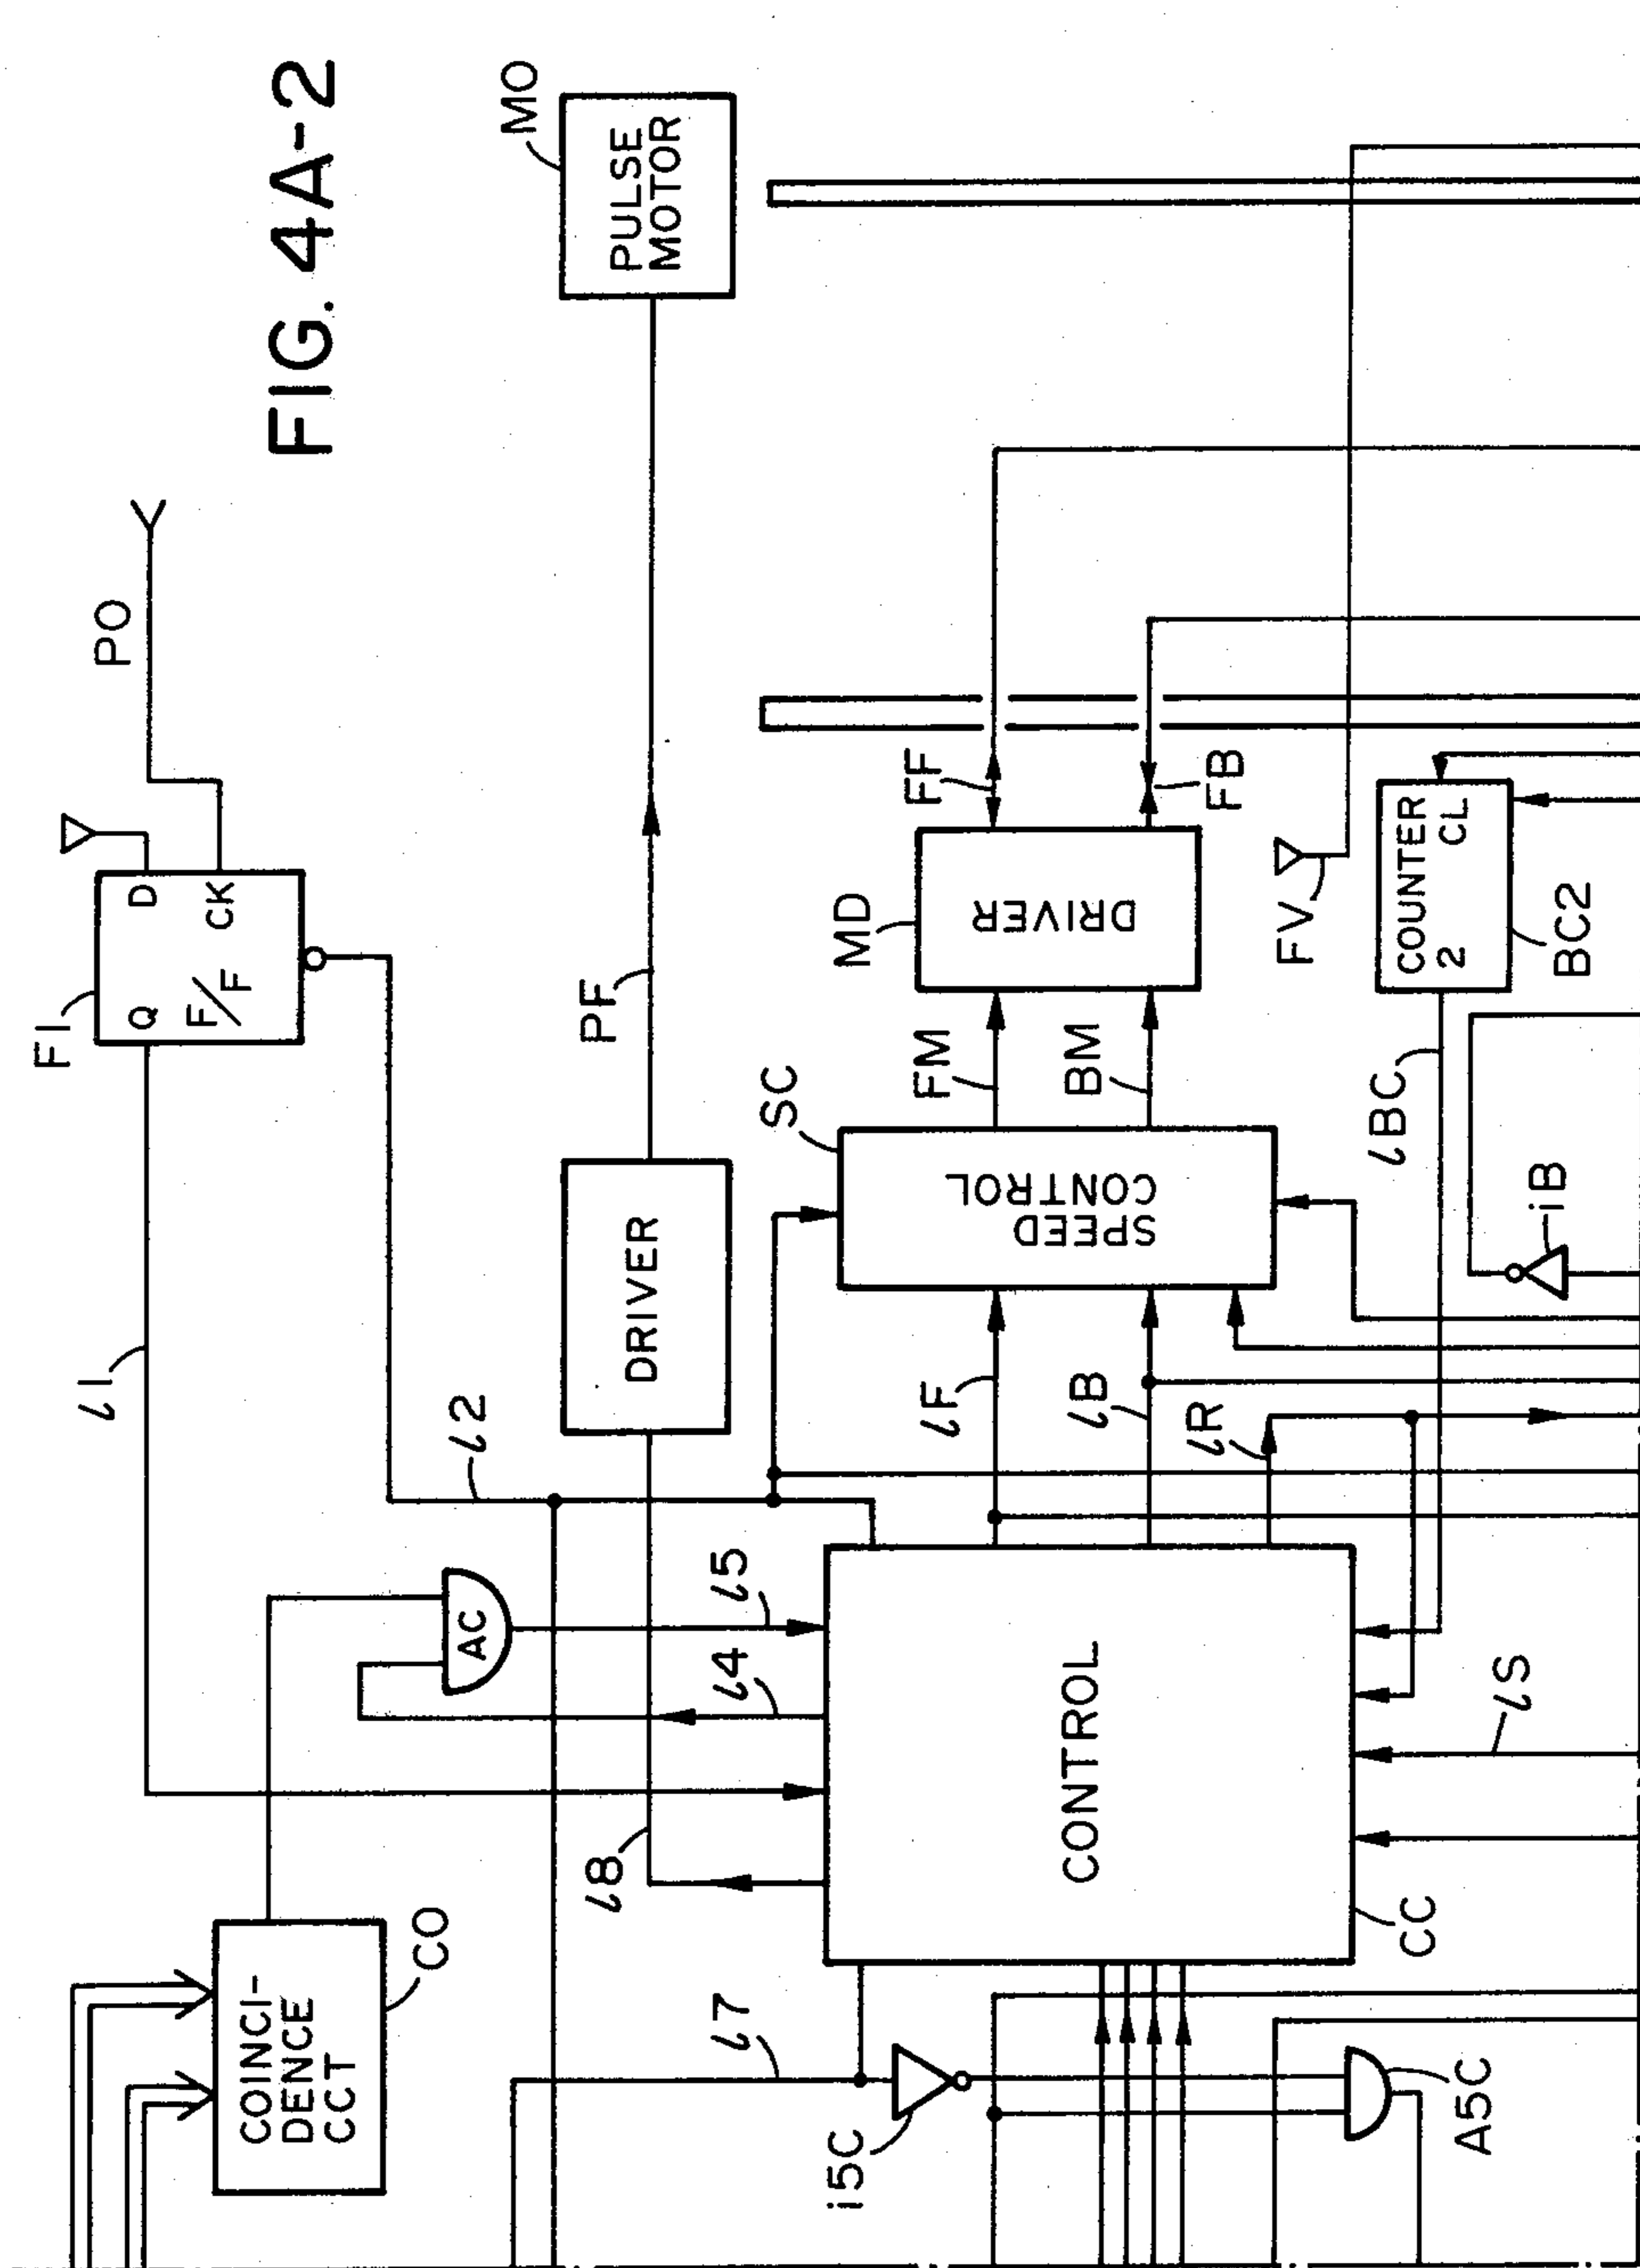 FIG. 4A-2
PO
F1
D
CK
Q
F/F
ℓ1
ℓ2
MO
PULSE
MOTOR
PF
DRIVER
ℓ8
COINCI-
DENCE
CCT
CO
AC
ℓ5
ℓ4
ℓ7
i5C
A5C
CONTROL
CC
ℓS
ℓF
ℓB
ℓR
SC
SPEED
CONTROL
FM
BM
MD
DRIVER
FF
FB
FV
COUNTER
2 CL
BC2
ℓBC
iB